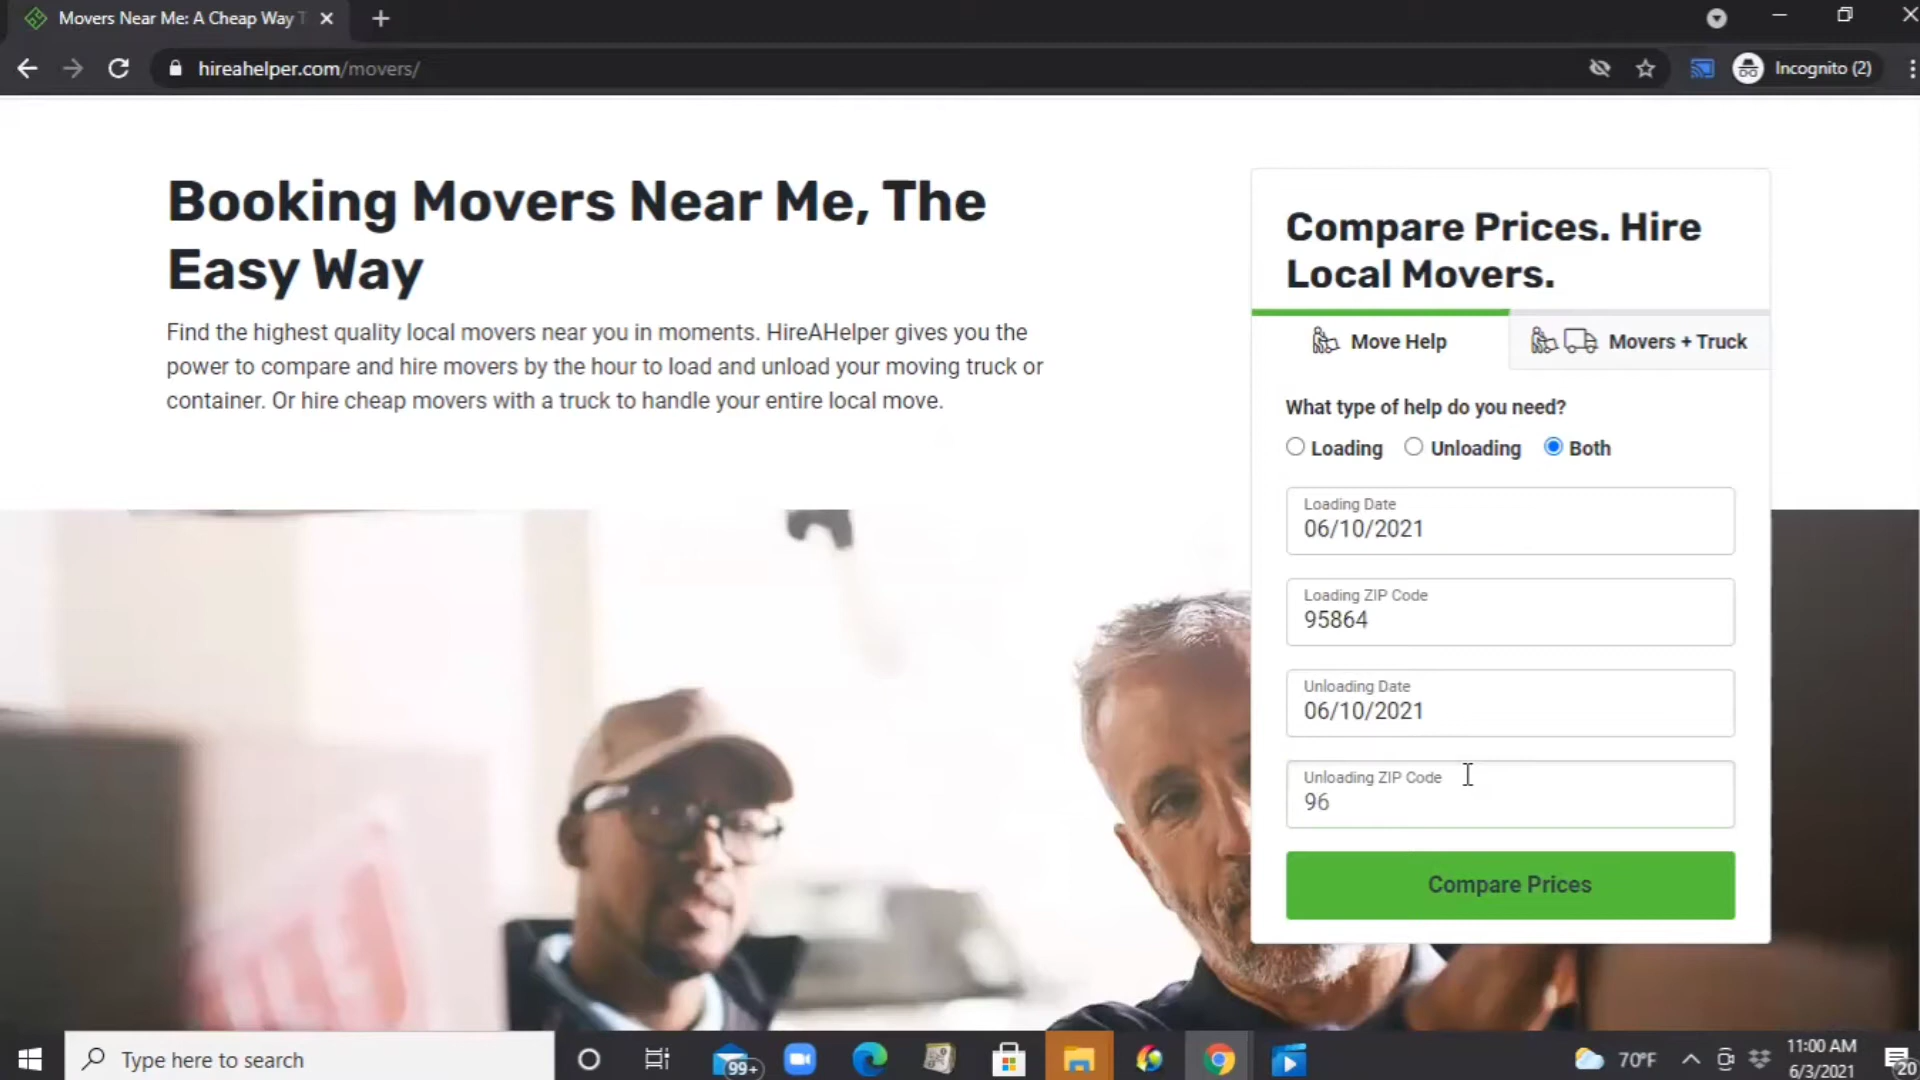 Movers Near Me: A Cheap Way T
hireahelper.com/movers/
Incognito (2)
Booking Movers Near Me, The
Easy Way
Find the highest quality local movers near you in moments. HireAHelper gives you the
power to compare and hire movers by the hour to load and unload your moving truck or
container. Or hire cheap movers with a truck to handle your entire local move.
Compare Prices. Hire
Local Movers.
Move Help
Movers + Truck
What type of help do you need?
Loading
Unloading
Both
Loading Date
06/10/2021
Loading ZIP Code
95864
Unloading Date
06/10/2021
Unloading ZIP Code
96
Compare Prices
Type here to search
99+
70°F
11:00 AM
6/3/2021
20